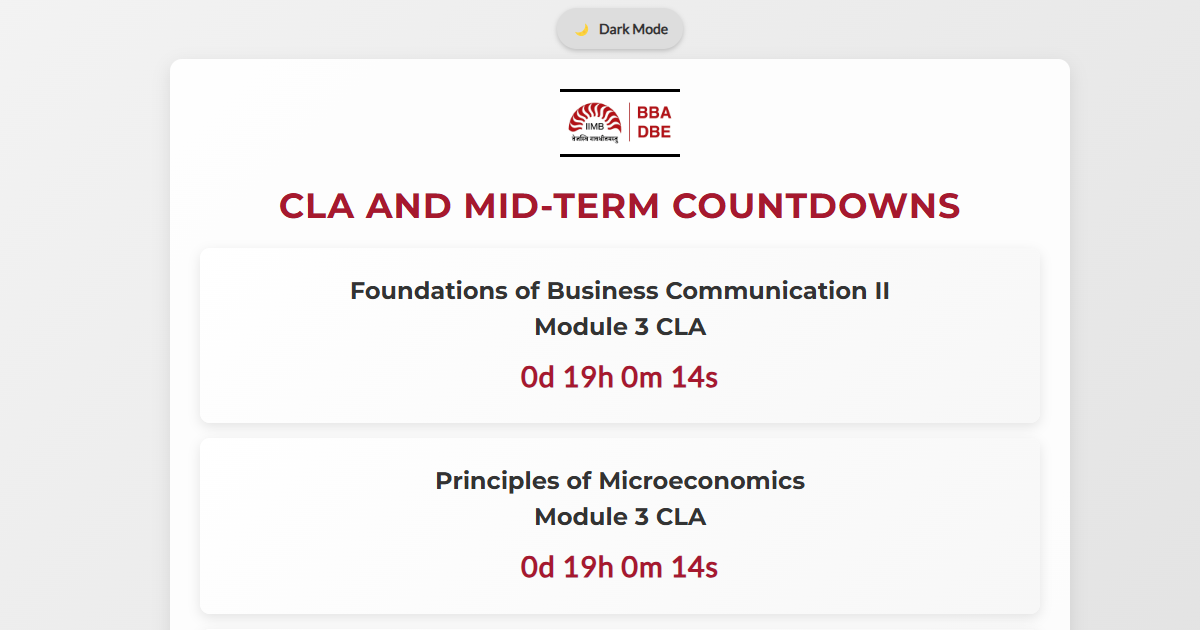 Dark Mode
IIMB
BBA
DBE
तेजस्वि नावधीतमस्तु
CLA AND MID-TERM COUNTDOWNS
Foundations of Business Communication II
Module 3 CLA
0d 19h 0m 14s
Principles of Microeconomics
Module 3 CLA
0d 19h 0m 14s